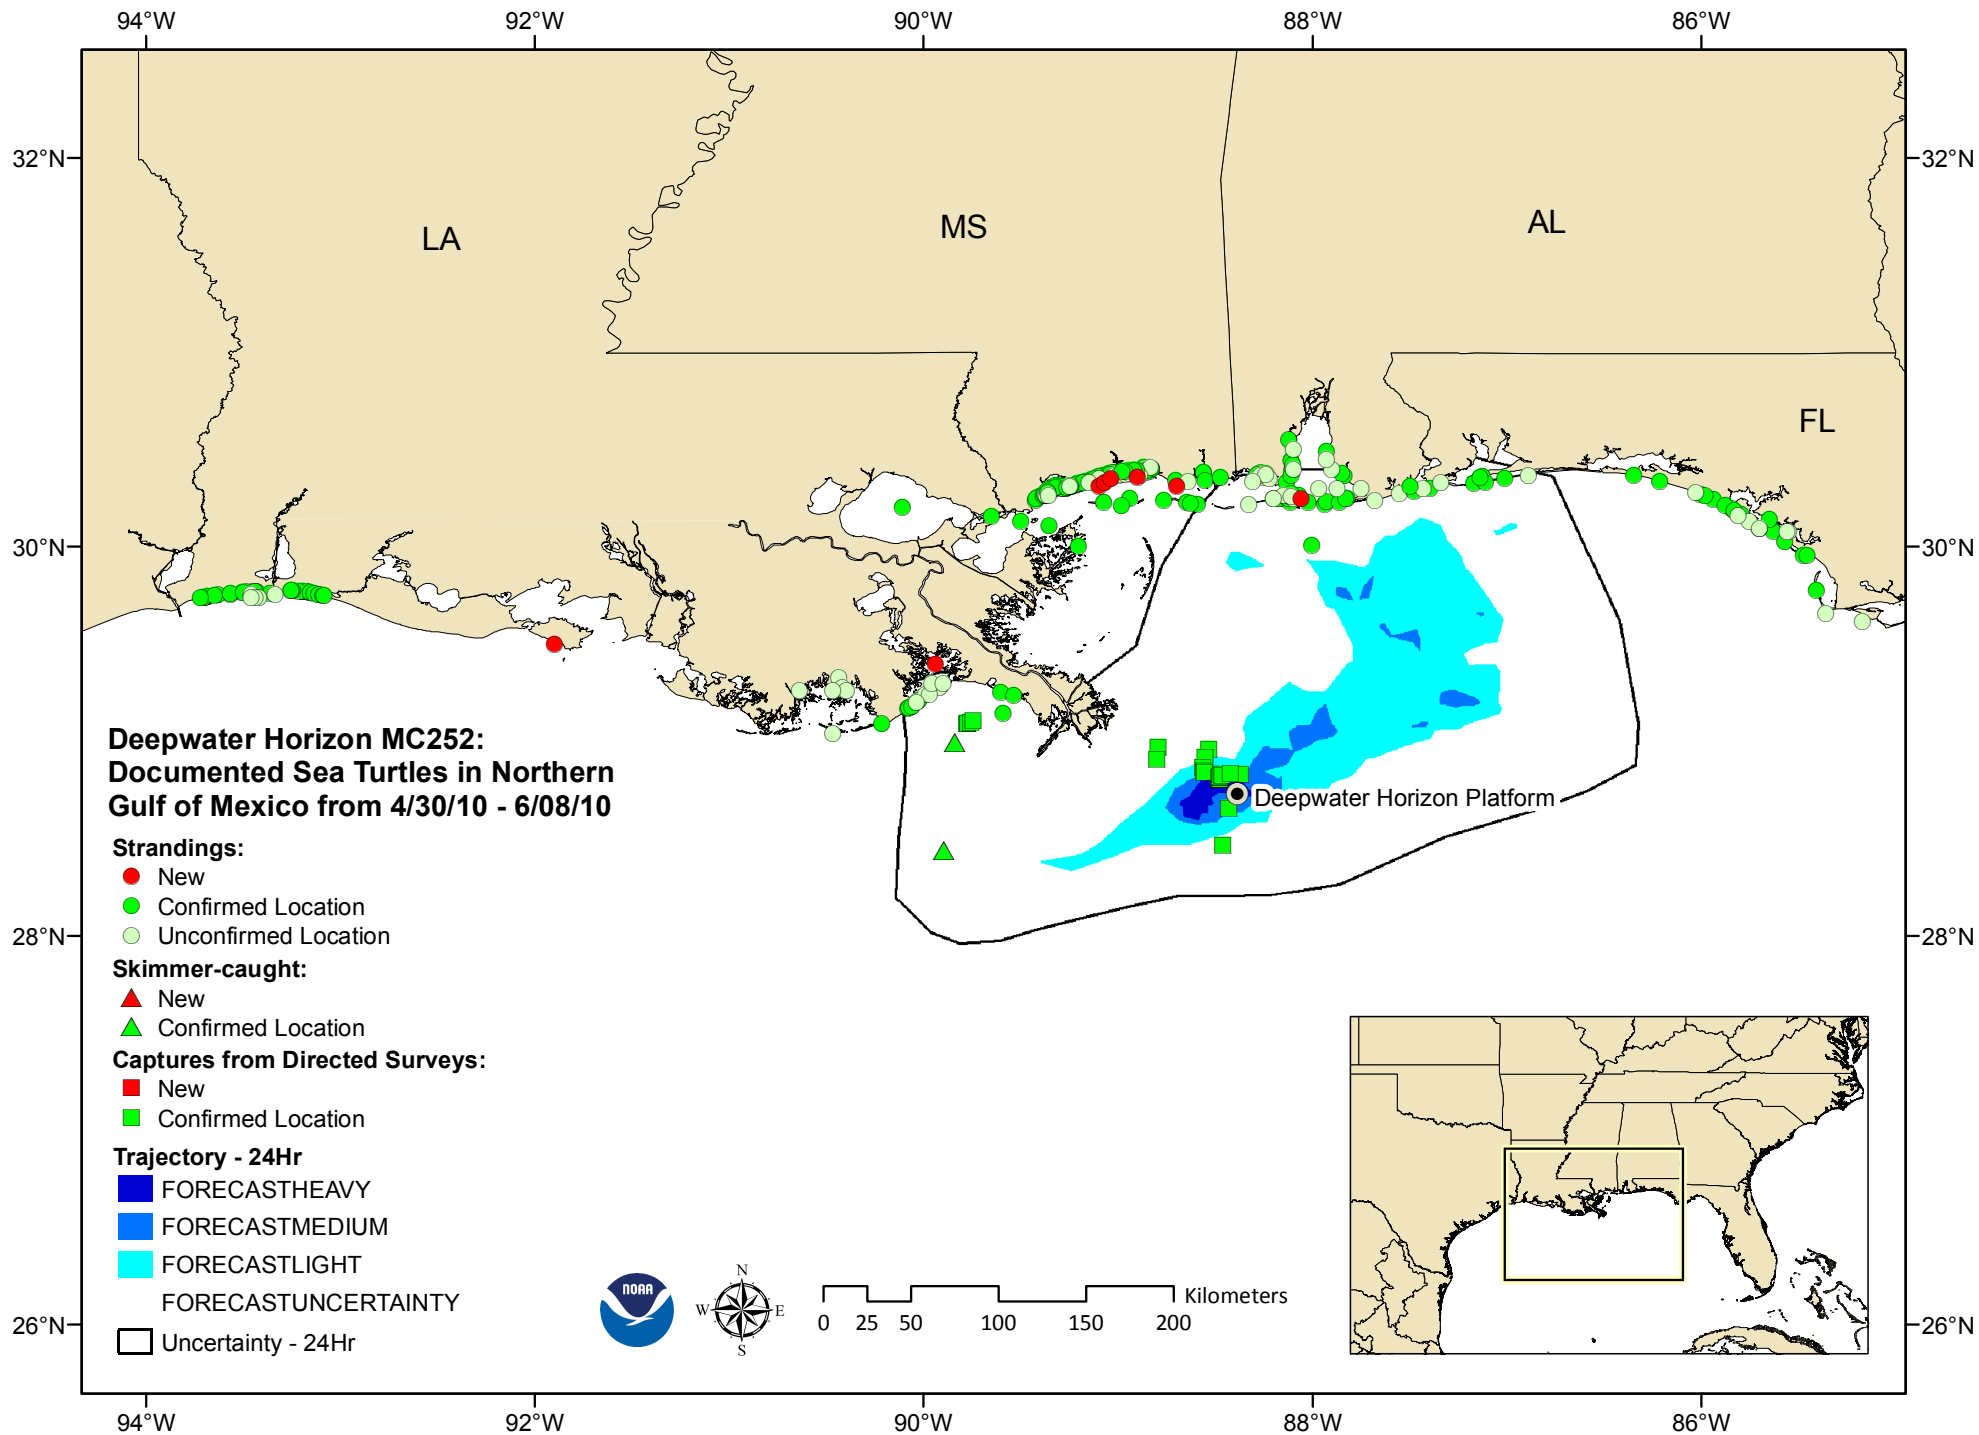 94°W 92°W 90°W 88°W 86°W
32°N 32°N
LA MS AL
FL
30°N 30°N
Deepwater Horizon MC252:
Documented Sea Turtles in Northern
Gulf of Mexico from 4/30/10 - 6/08/10
Deepwater Horizon Platform
Strandings:
New
Confirmed Location
Unconfirmed Location
28°N 28°N
Skimmer-caught:
New
Confirmed Location
Captures from Directed Surveys:
New
Confirmed Location
Trajectory - 24Hr
FORECASTHEAVY
FORECASTMEDIUM
FORECASTLIGHT
FORECASTUNCERTAINTY
Uncertainty - 24Hr
NOAA
N
W E
S
Kilometers
0 25 50 100 150 200
26°N 26°N
94°W 92°W 90°W 88°W 86°W